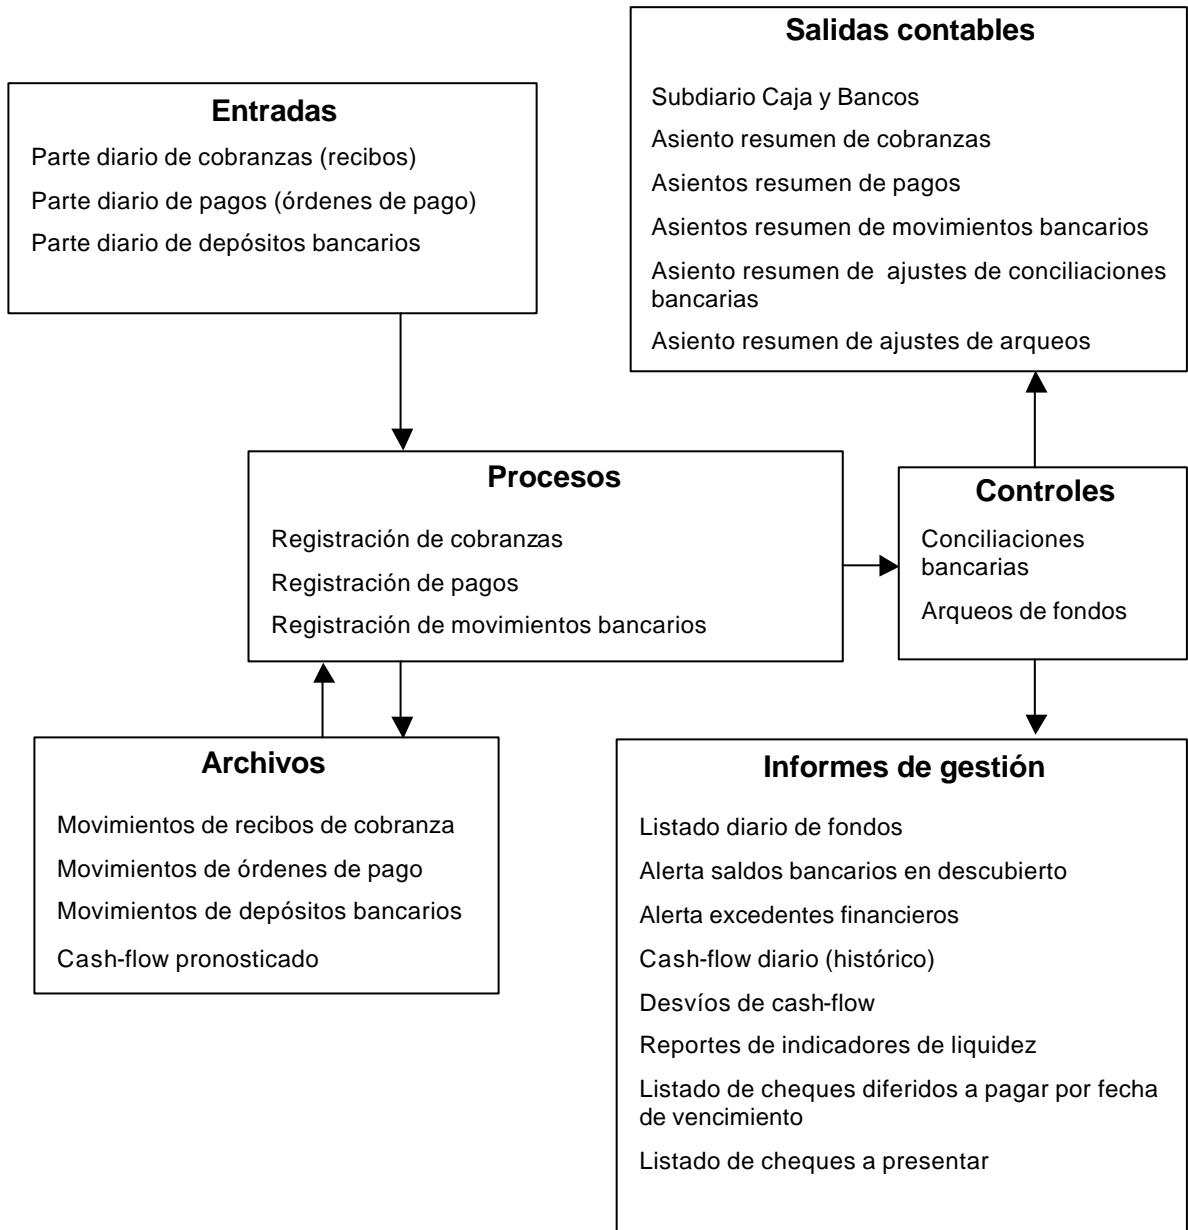 Salidas contables
Subdiario Caja y Bancos
Asiento resumen de cobranzas
Asientos resumen de pagos
Asientos resumen de movimientos bancarios
Asiento resumen de ajustes de conciliaciones
bancarias
Asiento resumen de ajustes de arqueos
Entradas
Parte diario de cobranzas (recibos)
Parte diario de pagos (órdenes de pago)
Parte diario de depósitos bancarios
Procesos
Registración de cobranzas
Registración de pagos
Registración de movimientos bancarios
Controles
Conciliaciones
bancarias
Arqueos de fondos
Archivos
Movimientos de recibos de cobranza
Movimientos de órdenes de pago
Movimientos de depósitos bancarios
Cash-flow pronosticado
Informes de gestión
Listado diario de fondos
Alerta saldos bancarios en descubierto
Alerta excedentes financieros
Cash-flow diario (histórico)
Desvíos de cash-flow
Reportes de indicadores de liquidez
Listado de cheques diferidos a pagar por fecha
de vencimiento
Listado de cheques a presentar